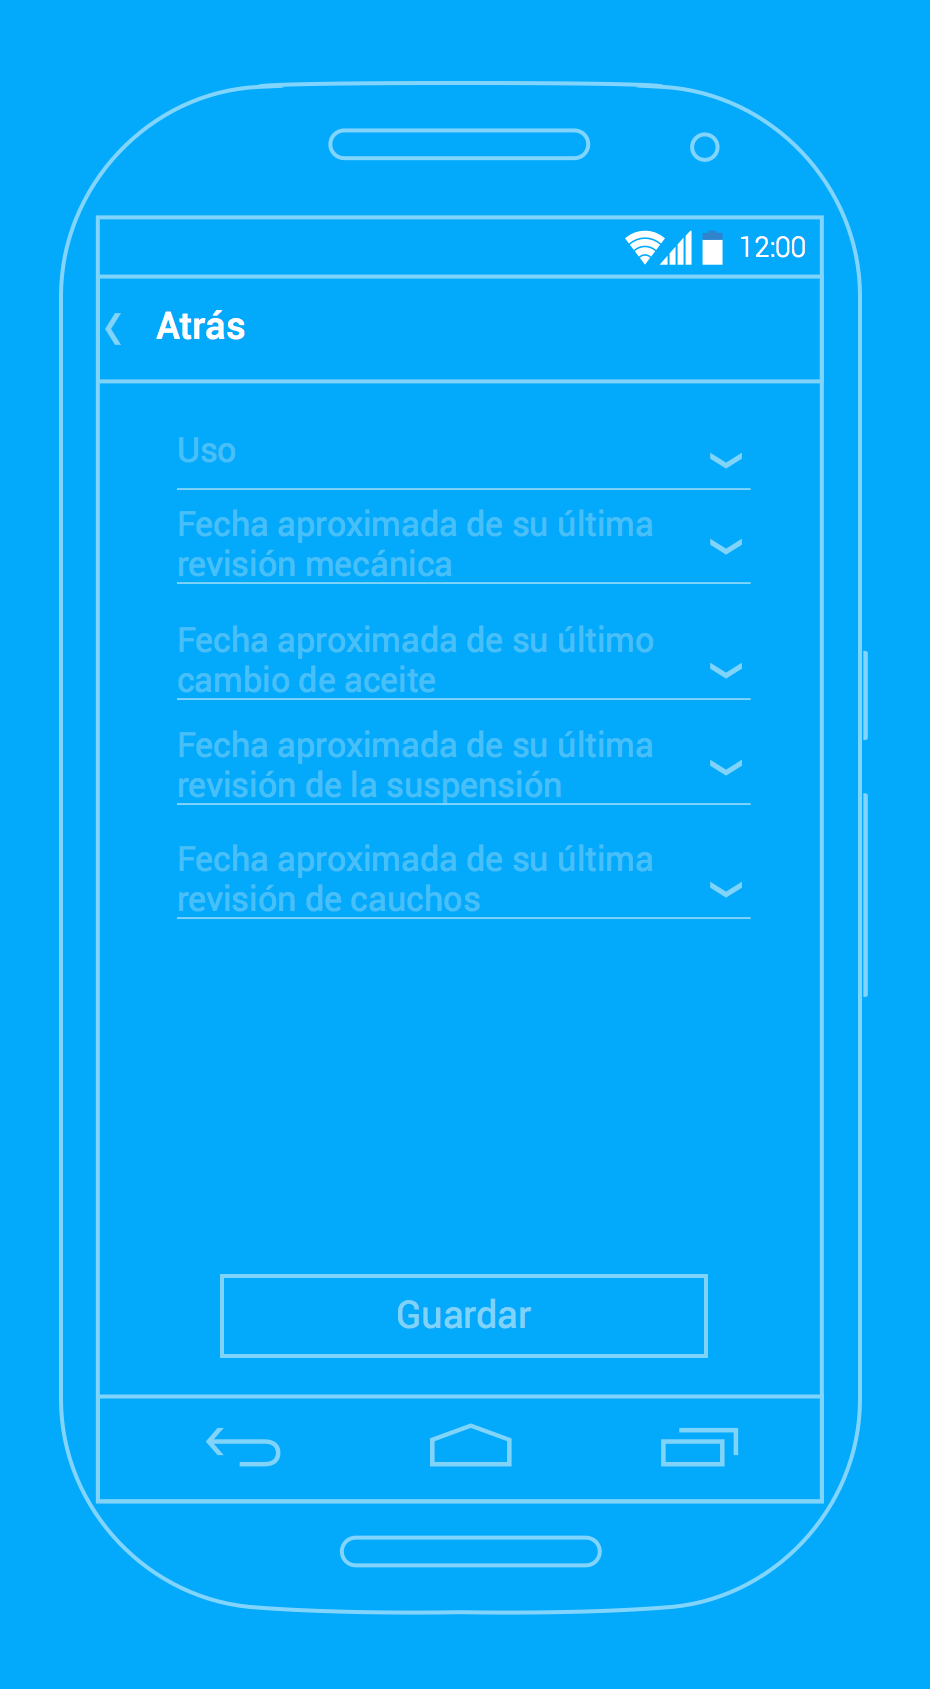 12:00
Atrás
Uso
Fecha aproximada de su última
revisión mecánica
Fecha aproximada de su último
cambio de aceite
Fecha aproximada de su última
revisión de la suspensión
Fecha aproximada de su última
revisión de cauchos
Guardar